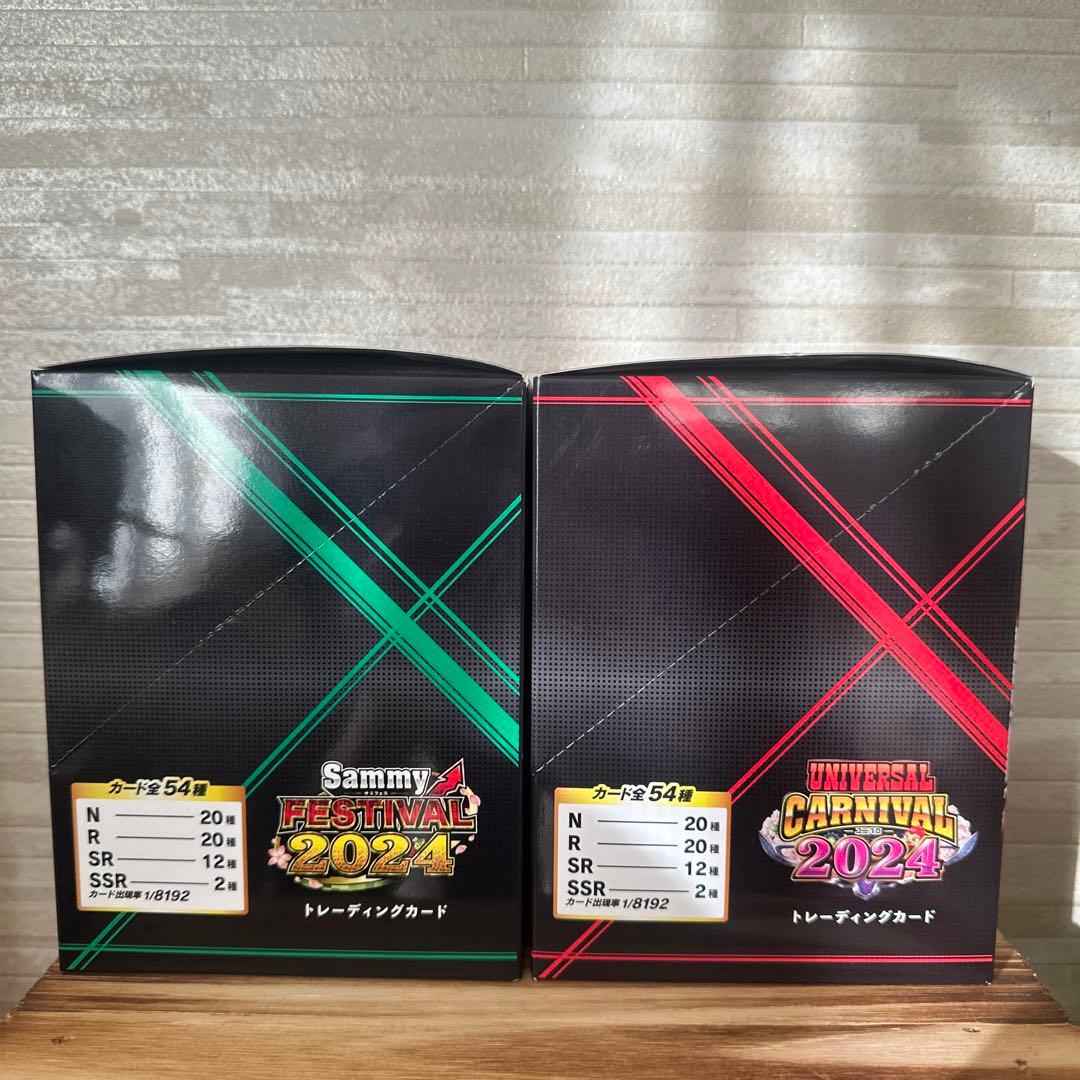 カード全54種
N 20種
R 20種
SR 12種
SSR 2種
カード出現率 1/8192
Sammy
サミフェス
FESTIVAL
2024
トレーディングカード
カード全54種
N 20種
R 20種
SR 12種
SSR 2種
カード出現率 1/8192
UNIVERSAL
CARNIVAL
ユニバカ
2024
トレーディングカード